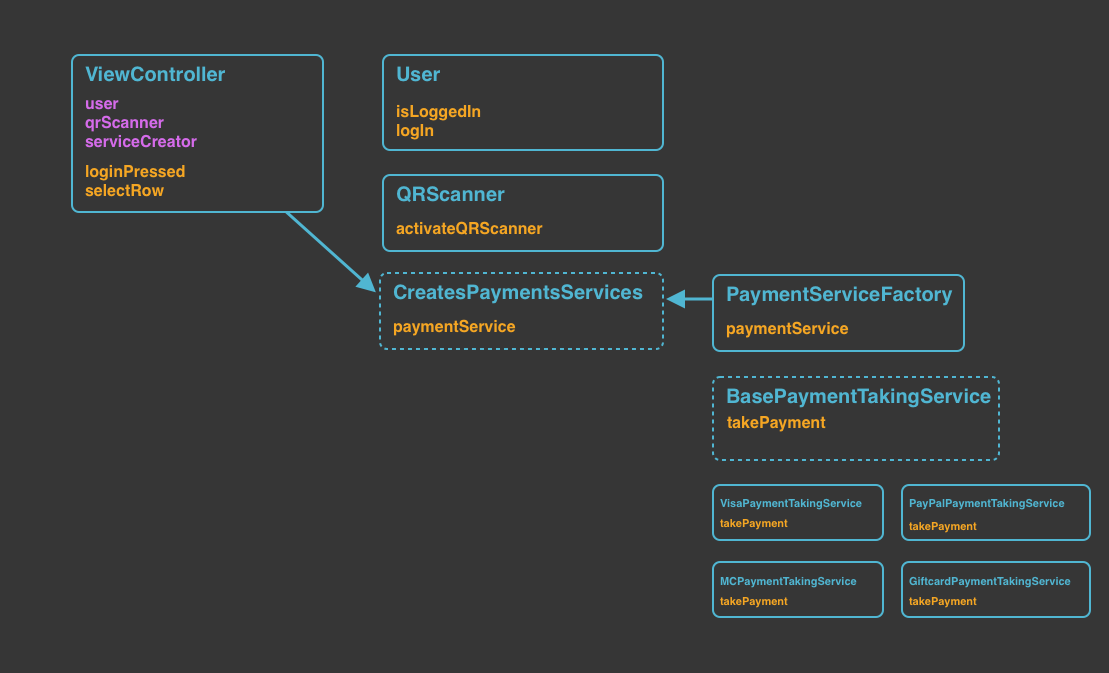 ViewController
user
qrScanner
serviceCreator
loginPressed
selectRow
User
isLoggedIn
logIn
QRScanner
activateQRScanner
CreatesPaymentsServices
paymentService
PaymentServiceFactory
paymentService
BasePaymentTakingService
takePayment
VisaPaymentTakingService
takePayment
PayPalPaymentTakingService
takePayment
MCPaymentTakingService
takePayment
GiftcardPaymentTakingService
takePayment